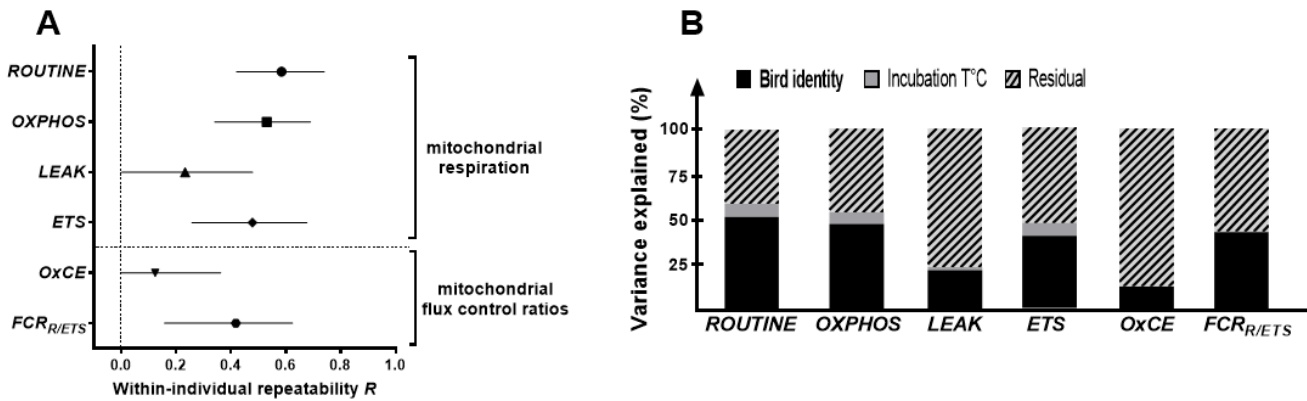 A
ROUTINE
OXPHOS
LEAK
ETS
OxCE
FCR R/ETS
mitochondrial
respiration
mitochondrial
flux control ratios
0.0 0.2 0.4 0.6 0.8 1.0
Within-individual repeatability R
B
Bird identity Incubation T°C Residual
Variance explained (%)
100
75
50
25
ROUTINE OXPHOS LEAK ETS OxCE FCR R/ETS